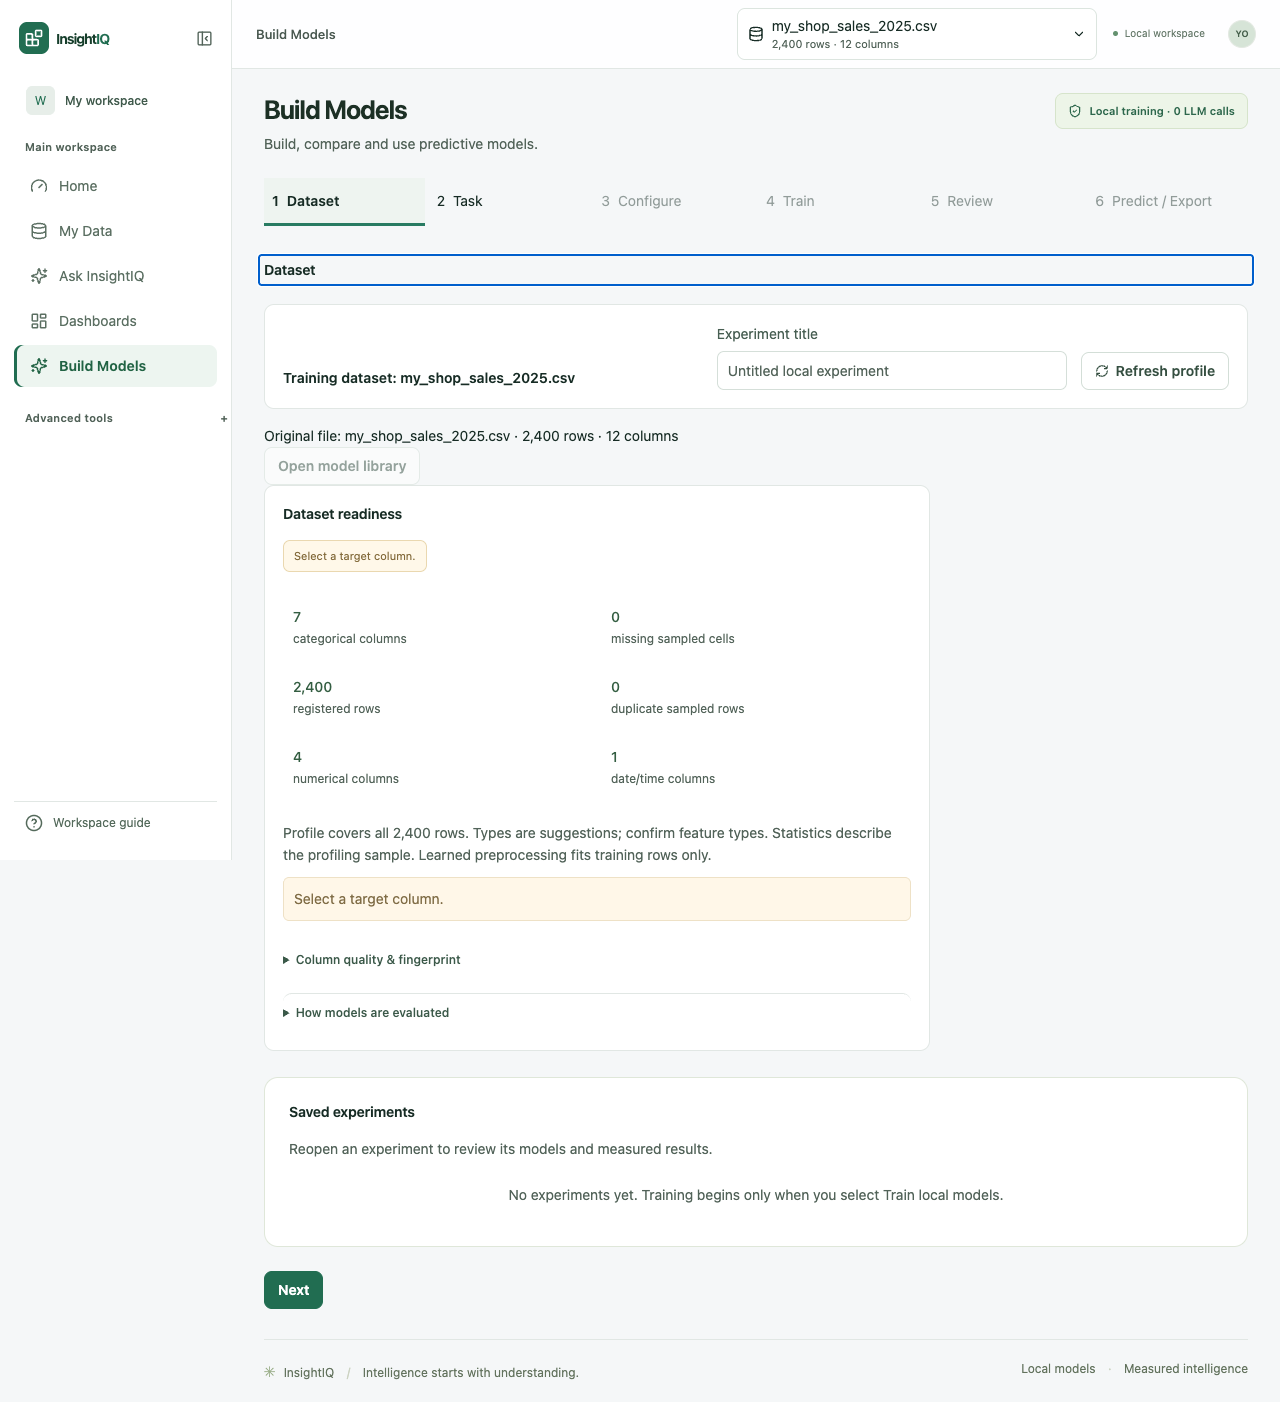 InsightIQ
W My workspace
Main workspace
Home
My Data
Ask InsightIQ
Dashboards
Build Models
Advanced tools +
Workspace guide
Build Models
my_shop_sales_2025.csv
2,400 rows · 12 columns
Local workspace
YO
Build Models
Build, compare and use predictive models.
Local training · 0 LLM calls
1 Dataset
2 Task
3 Configure
4 Train
5 Review
6 Predict / Export
Dataset
Training dataset: my_shop_sales_2025.csv
Experiment title
Untitled local experiment
Refresh profile
Original file: my_shop_sales_2025.csv · 2,400 rows · 12 columns
Open model library
Dataset readiness
Select a target column.
7
categorical columns
0
missing sampled cells
2,400
registered rows
0
duplicate sampled rows
4
numerical columns
1
date/time columns
Profile covers all 2,400 rows. Types are suggestions; confirm feature types. Statistics describe
the profiling sample. Learned preprocessing fits training rows only.
Select a target column.
Column quality & fingerprint
How models are evaluated
Saved experiments
Reopen an experiment to review its models and measured results.
No experiments yet. Training begins only when you select Train local models.
Next
InsightIQ / Intelligence starts with understanding.
Local models · Measured intelligence